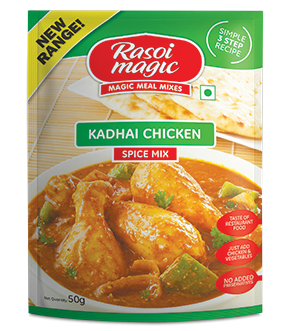 NEW
RANGE!
Rasoi
magic
MAGIC MEAL MIXES
SIMPLE
3 STEP
RECIPE
KADHAI CHICKEN
SPICE MIX
TASTE OF
RESTAURANT
FOOD
JUST ADD
CHICKEN &
VEGETABLES
NO ADDED
PRESERVATIVES
Net Quantity: 50g